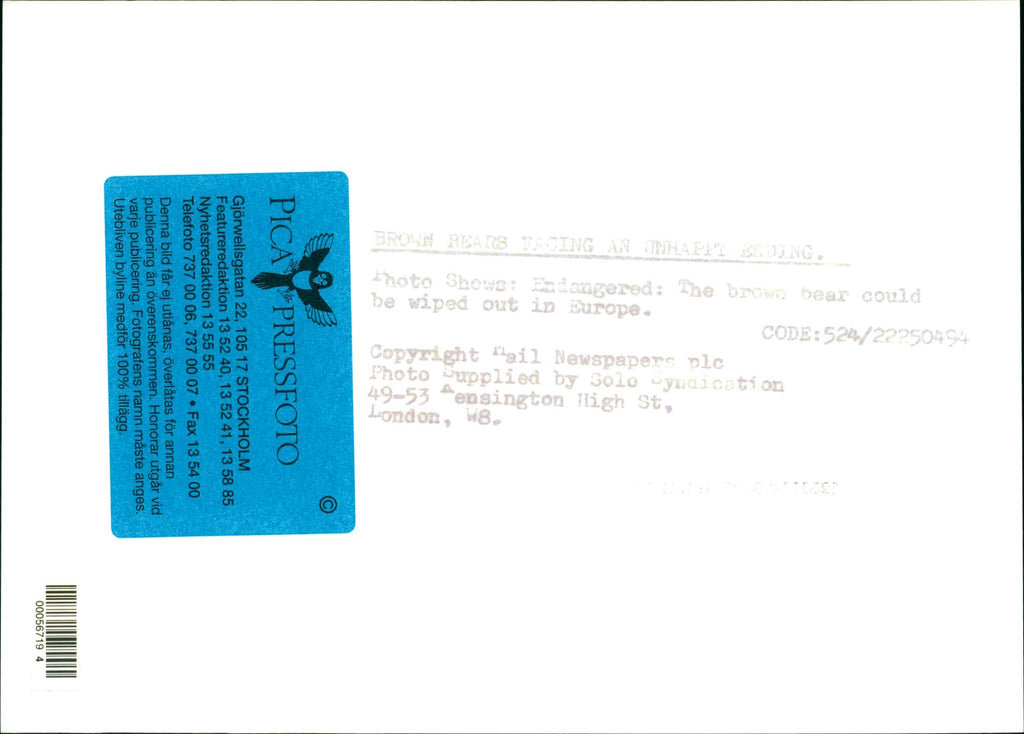 BROWN BEARS FACING AN UNHAPPY ENDING.
Photo Shows: Endangered: The brown bear could
be wiped out in Europe.
CODE:524/22250494
Copyright Mail Newspapers plc
Photo Supplied by Solo Syndication
49-53 Kensington High St,
London, W8.
PICA PRESSFOTO
©
Gjörwellsgatan 22, 105 17 STOCKHOLM
Featureredaktion 13 52 40, 13 52 41, 13 58 85
Nyhetsredaktion 13 55 55
Telefoto 737 00 06, 737 00 07 • Fax 13 54 00
Denna bild får ej utlånas, överlåtas för annan
publicering än överenskommen. Honorar utgår vid
varje publicering. Fotografens namn måste anges.
Utebliven byline medför 100% tillägg.
00056719 4